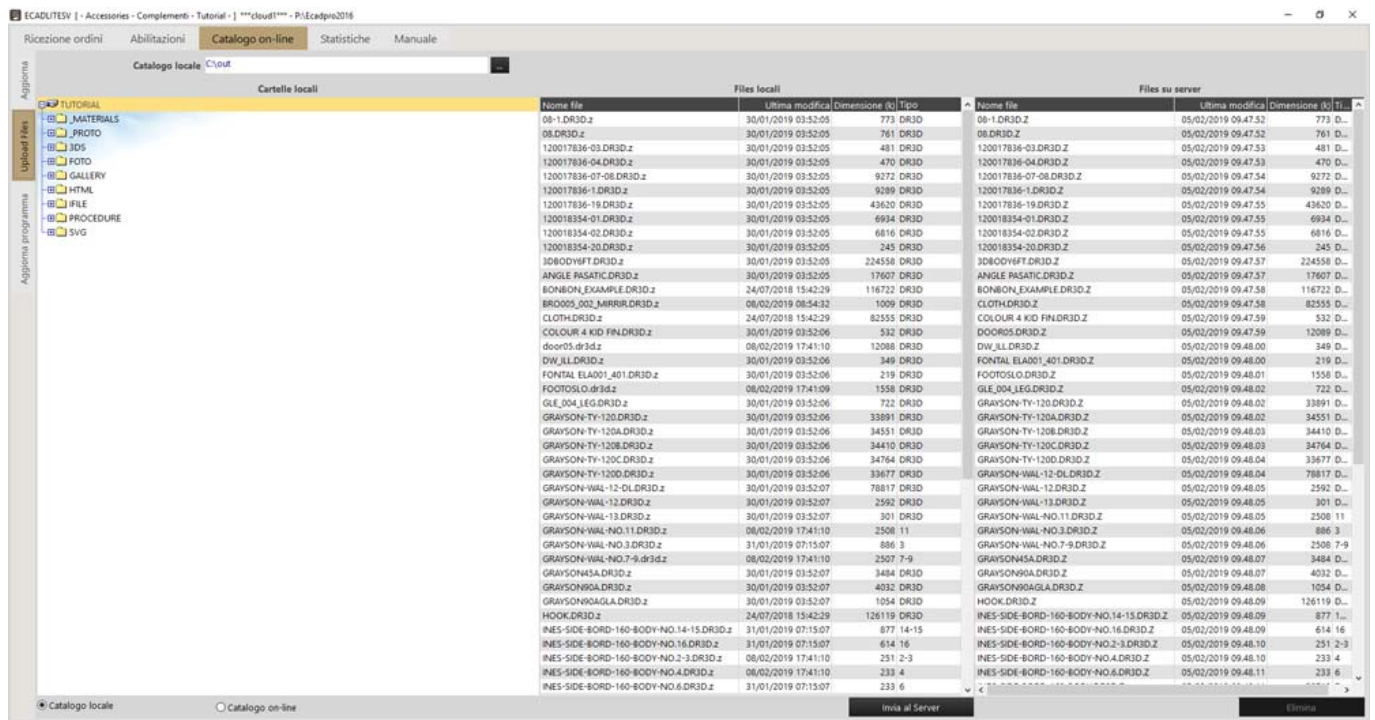 ECADLITESV [ - Accessories - Complementi - Tutorial - ] ***cloud1*** - P:\Ecadpro2016
Ricezione ordini Abilitazioni Catalogo on-line Statistiche Manuale
Aggiorna
Upload Files
Aggiorna programma
Catalogo locale C:\out ...
Cartelle locali
TUTORIAL
_MATERIALS
_PROTO
3DS
FOTO
GALLERY
HTML
IFILE
PROCEDURE
SVG
Files locali
Nome file Ultima modifica Dimensione (k) Tipo
08-1.DR3D.z 30/01/2019 03:52:05 773 DR3D
08.DR3D.z 30/01/2019 03:52:05 761 DR3D
120017836-03.DR3D.z 30/01/2019 03:52:05 481 DR3D
120017836-04.DR3D.z 30/01/2019 03:52:05 470 DR3D
120017836-07-08.DR3D.z 30/01/2019 03:52:05 9272 DR3D
120017836-1.DR3D.z 30/01/2019 03:52:05 9289 DR3D
120017836-19.DR3D.z 30/01/2019 03:52:05 43620 DR3D
120018354-01.DR3D.z 30/01/2019 03:52:05 6934 DR3D
120018354-02.DR3D.z 30/01/2019 03:52:05 6816 DR3D
120018354-20.DR3D.z 30/01/2019 03:52:05 245 DR3D
3DBODY6FT.DR3D.z 30/01/2019 03:52:05 224558 DR3D
ANGLE PASATIC.DR3D.z 30/01/2019 03:52:05 17607 DR3D
BONBON_EXAMPLE.DR3D.z 24/07/2018 15:42:29 116722 DR3D
BRO005_002_MIRRIR.DR3D.z 08/02/2019 08:54:32 1009 DR3D
CLOTH.DR3D.z 24/07/2018 15:42:29 82555 DR3D
COLOUR 4 KID FIN.DR3D.z 30/01/2019 03:52:06 532 DR3D
door05.dr3d.z 08/02/2019 17:41:10 12088 DR3D
DW_ILL.DR3D.z 30/01/2019 03:52:06 349 DR3D
FONTAL ELA001_401.DR3D.z 30/01/2019 03:52:06 219 DR3D
FOOTOSLO.dr3d.z 08/02/2019 17:41:09 1558 DR3D
GLE_004_LEG.DR3D.z 30/01/2019 03:52:06 722 DR3D
GRAYSON-TY-120.DR3D.z 30/01/2019 03:52:06 33891 DR3D
GRAYSON-TY-120A.DR3D.z 30/01/2019 03:52:06 34551 DR3D
GRAYSON-TY-120B.DR3D.z 30/01/2019 03:52:06 34410 DR3D
GRAYSON-TY-120C.DR3D.z 30/01/2019 03:52:06 34764 DR3D
GRAYSON-TY-120D.DR3D.z 30/01/2019 03:52:06 33677 DR3D
GRAYSON-WAL-12-DL.DR3D.z 30/01/2019 03:52:07 78817 DR3D
GRAYSON-WAL-12.DR3D.z 30/01/2019 03:52:07 2592 DR3D
GRAYSON-WAL-13.DR3D.z 30/01/2019 03:52:07 301 DR3D
GRAYSON-WAL-NO.11.DR3D.z 08/02/2019 17:41:10 2508 11
GRAYSON-WAL-NO.3.DR3D.z 31/01/2019 07:15:07 886 3
GRAYSON-WAL-NO.7-9.dr3d.z 08/02/2019 17:41:10 2507 7-9
GRAYSON45A.DR3D.z 30/01/2019 03:52:07 3484 DR3D
GRAYSON90A.DR3D.z 30/01/2019 03:52:07 4032 DR3D
GRAYSON90AGLA.DR3D.z 30/01/2019 03:52:07 1054 DR3D
HOOK.DR3D.z 24/07/2018 15:42:29 126119 DR3D
INES-SIDE-BORD-160-BODY-NO.14-15.DR3D.z 31/01/2019 07:15:07 877 14-15
INES-SIDE-BORD-160-BODY-NO.16.DR3D.z 31/01/2019 07:15:07 614 16
INES-SIDE-BORD-160-BODY-NO.2-3.DR3D.z 08/02/2019 17:41:10 251 2-3
INES-SIDE-BORD-160-BODY-NO.4.DR3D.z 08/02/2019 17:41:10 233 4
INES-SIDE-BORD-160-BODY-NO.6.DR3D.z 31/01/2019 07:15:07 233 6
Files su server
Nome file Ultima modifica Dimensione (k) Ti...
08-1.DR3D.Z 05/02/2019 09.47.52 773 D...
08.DR3D.Z 05/02/2019 09.47.52 761 D...
120017836-03.DR3D.Z 05/02/2019 09.47.53 481 D...
120017836-04.DR3D.Z 05/02/2019 09.47.53 470 D...
120017836-07-08.DR3D.Z 05/02/2019 09.47.54 9272 D...
120017836-1.DR3D.Z 05/02/2019 09.47.54 9289 D...
120017836-19.DR3D.Z 05/02/2019 09.47.55 43620 D...
120018354-01.DR3D.Z 05/02/2019 09.47.55 6934 D...
120018354-02.DR3D.Z 05/02/2019 09.47.55 6816 D...
120018354-20.DR3D.Z 05/02/2019 09.47.56 245 D...
3DBODY6FT.DR3D.Z 05/02/2019 09.47.57 224558 D...
ANGLE PASATIC.DR3D.Z 05/02/2019 09.47.57 17607 D...
BONBON_EXAMPLE.DR3D.Z 05/02/2019 09.47.58 116722 D...
CLOTH.DR3D.Z 05/02/2019 09.47.58 82555 D...
COLOUR 4 KID FIN.DR3D.Z 05/02/2019 09.47.59 532 D...
DOOR05.DR3D.Z 05/02/2019 09.47.59 12089 D...
DW_ILL.DR3D.Z 05/02/2019 09.48.00 349 D...
FONTAL ELA001_401.DR3D.Z 05/02/2019 09.48.00 219 D...
FOOTOSLO.DR3D.Z 05/02/2019 09.48.01 1558 D...
GLE_004_LEG.DR3D.Z 05/02/2019 09.48.02 722 D...
GRAYSON-TY-120.DR3D.Z 05/02/2019 09.48.02 33891 D...
GRAYSON-TY-120A.DR3D.Z 05/02/2019 09.48.02 34551 D...
GRAYSON-TY-120B.DR3D.Z 05/02/2019 09.48.03 34410 D...
GRAYSON-TY-120C.DR3D.Z 05/02/2019 09.48.03 34764 D...
GRAYSON-TY-120D.DR3D.Z 05/02/2019 09.48.04 33677 D...
GRAYSON-WAL-12-DL.DR3D.Z 05/02/2019 09.48.04 78817 D...
GRAYSON-WAL-12.DR3D.Z 05/02/2019 09.48.05 2592 D...
GRAYSON-WAL-13.DR3D.Z 05/02/2019 09.48.05 301 D...
GRAYSON-WAL-NO.11.DR3D.Z 05/02/2019 09.48.05 2508 11
GRAYSON-WAL-NO.3.DR3D.Z 05/02/2019 09.48.06 886 3
GRAYSON-WAL-NO.7-9.DR3D.Z 05/02/2019 09.48.06 2508 7-9
GRAYSON45A.DR3D.Z 05/02/2019 09.48.07 3484 D...
GRAYSON90A.DR3D.Z 05/02/2019 09.48.07 4032 D...
GRAYSON90AGLA.DR3D.Z 05/02/2019 09.48.08 1054 D...
HOOK.DR3D.Z 05/02/2019 09.48.09 126119 D...
INES-SIDE-BORD-160-BODY-NO.14-15.DR3D.Z 05/02/2019 09.48.09 877 1...
INES-SIDE-BORD-160-BODY-NO.16.DR3D.Z 05/02/2019 09.48.09 614 16
INES-SIDE-BORD-160-BODY-NO.2-3.DR3D.Z 05/02/2019 09.48.10 251 2-3
INES-SIDE-BORD-160-BODY-NO.4.DR3D.Z 05/02/2019 09.48.10 233 4
INES-SIDE-BORD-160-BODY-NO.6.DR3D.Z 05/02/2019 09.48.11 233 6
Catalogo locale Catalogo on-line Invia al Server Elimina